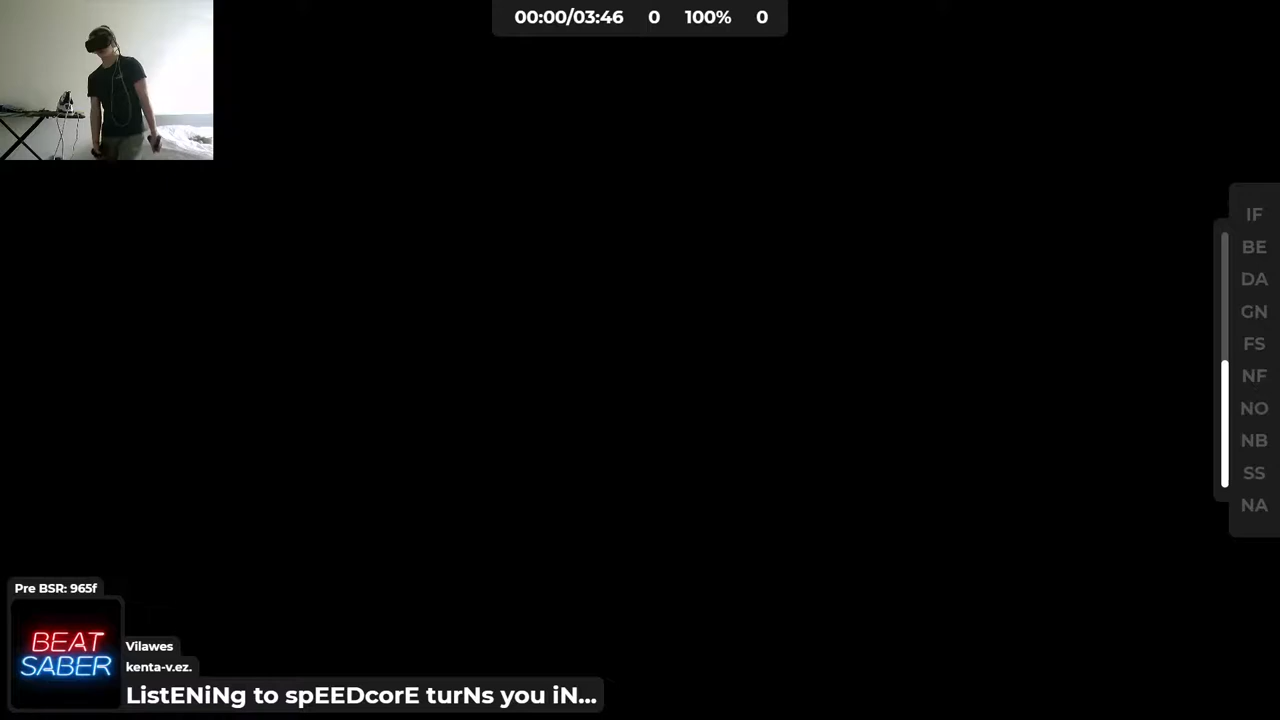 00:00/03:46 0 100% 0
IF
BE
DA
GN
FS
NF
NO
NB
SS
NA
Pre BSR: 965f
BEAT
SABER
Vilawes
kenta-v.ez.
ListENiNg to spEEDcorE turNs you iN...